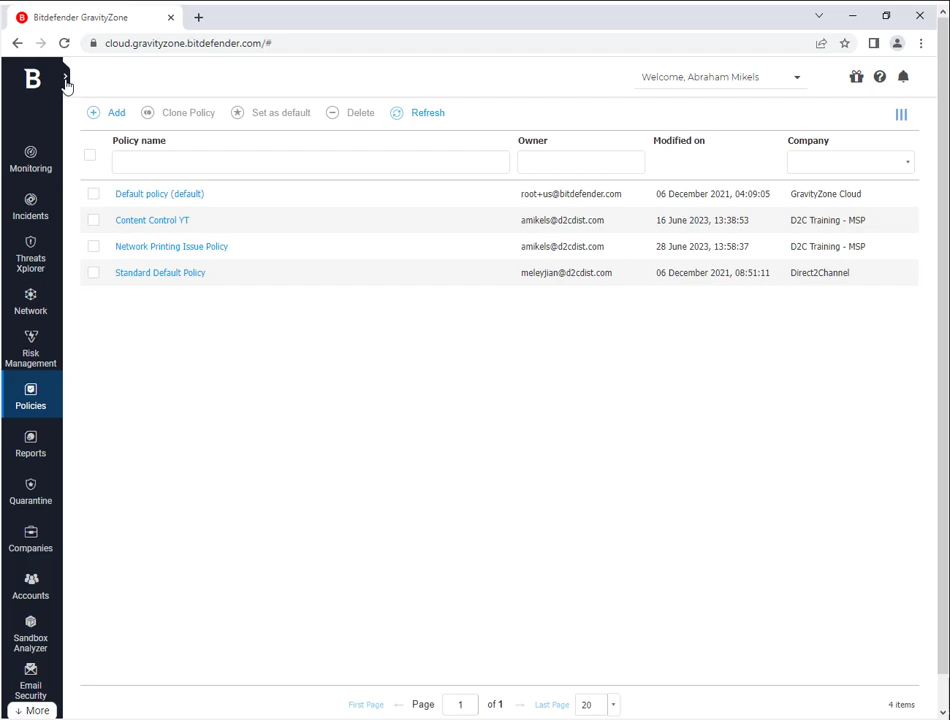 Bitdefender GravityZone
cloud.gravityzone.bitdefender.com/#
B
Welcome, Abraham Mikels
Add Clone Policy Set as default Delete Refresh
Policy name Owner Modified on Company
Default policy (default) root+us@bitdefender.com 06 December 2021, 04:09:05 GravityZone Cloud
Content Control YT amikels@d2cdist.com 16 June 2023, 13:38:53 D2C Training - MSP
Network Printing Issue Policy amikels@d2cdist.com 28 June 2023, 13:58:37 D2C Training - MSP
Standard Default Policy meleyjian@d2cdist.com 06 December 2021, 08:51:11 Direct2Channel
Monitoring
Incidents
Threats
Xplorer
Network
Risk
Management
Policies
Reports
Quarantine
Companies
Accounts
Sandbox
Analyzer
Email
Security
↓ More
First Page ← Page 1 of 1 → Last Page 20 4 items